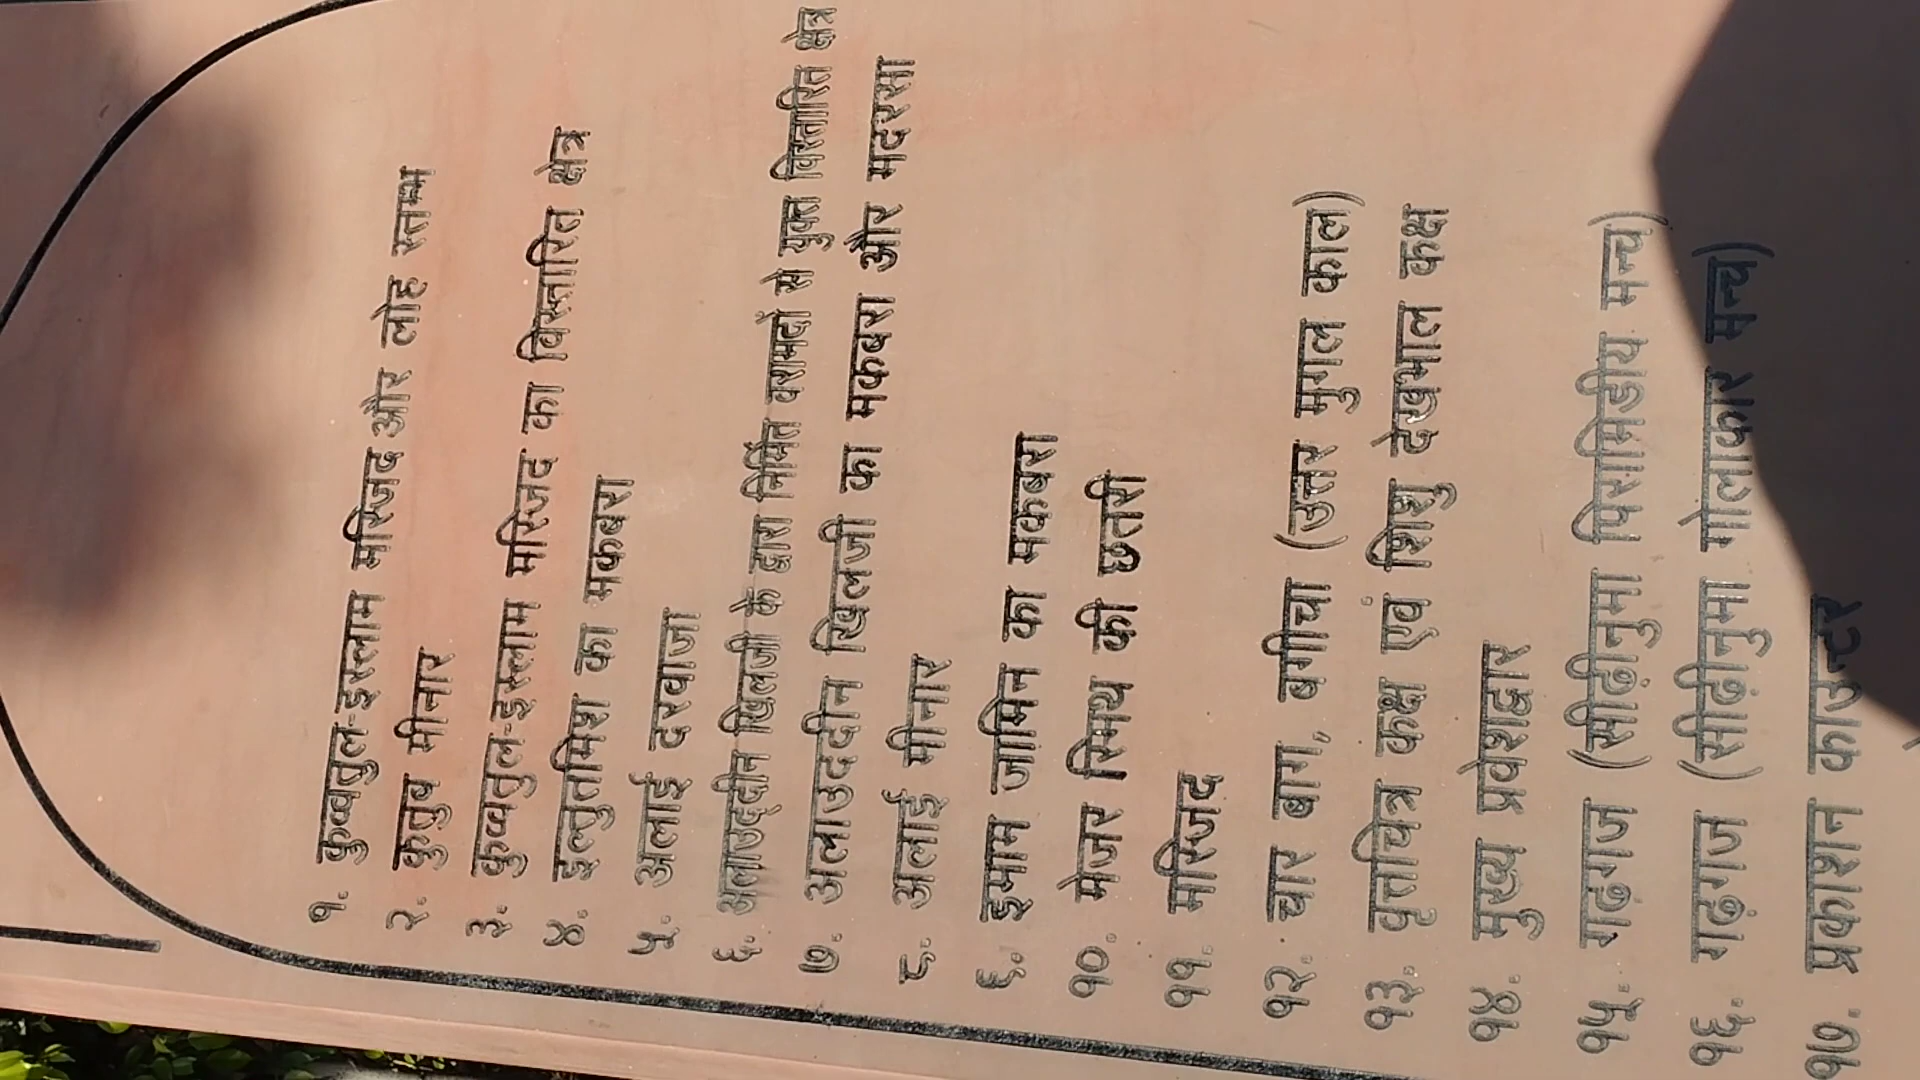 १. कुव्वतुल-इस्लाम मस्जिद और लोह स्तम्भ
२. कुतुब मीनार
३. कुव्वतुल-इस्लाम मस्जिद का विस्तारित क्षेत्र
४. इल्तुतमिश का मकबरा
५. अलाई दरवाजा
६. अलाउद्दीन खिलजी के द्वारा निर्मित वरामदों से युक्त विस्तारित क्षेत्र
७. अलाउददीन खिलजी का मकबरा और मदरसा
८. अलाई मीनार
९. इमाम जामिन का मकबरा
१०. मेजर स्मिथ की छतरी
११. मस्जिद
१२. चार बाग, बगीचा (उत्तर मुगल काल)
१३. वृत्तचित्र कक्ष एवं शिशु देखभाल कक्ष
१४. मुख्य प्रवेशद्वार
१५. गढ़गज (सीढ़ीनुमा पिरामिडीय मन्च)
१६. गढ़गज (सीढ़ीनुमा गोलाकार मन्च)
१७. प्रकाशन काउन्टर